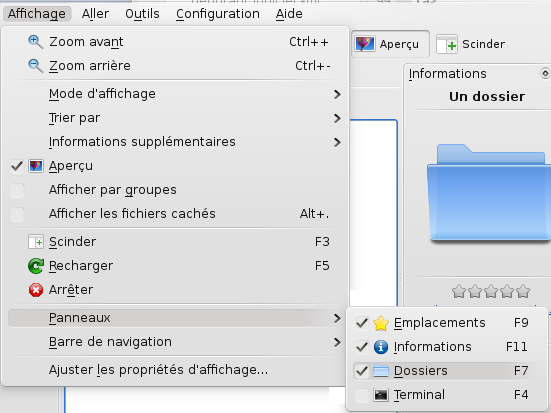 Affichage Aller Outils Configuration Aide
Zoom avant Ctrl++
Zoom arrière Ctrl+-
Mode d'affichage
Trier par
Informations supplémentaires
Aperçu
Afficher par groupes
Afficher les fichiers cachés Alt+.
Scinder F3
Recharger F5
Arrêter
Panneaux
Barre de navigation
Ajuster les propriétés d'affichage...
Aperçu Scinder
Informations
Un dossier
Emplacements F9
Informations F11
Dossiers F7
Terminal F4